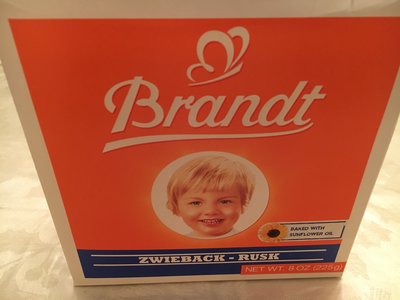 Brandt
BAKED WITH
SUNFLOWER OIL
ZWIEBACK - RUSK
NET WT. 8 OZ (225g)